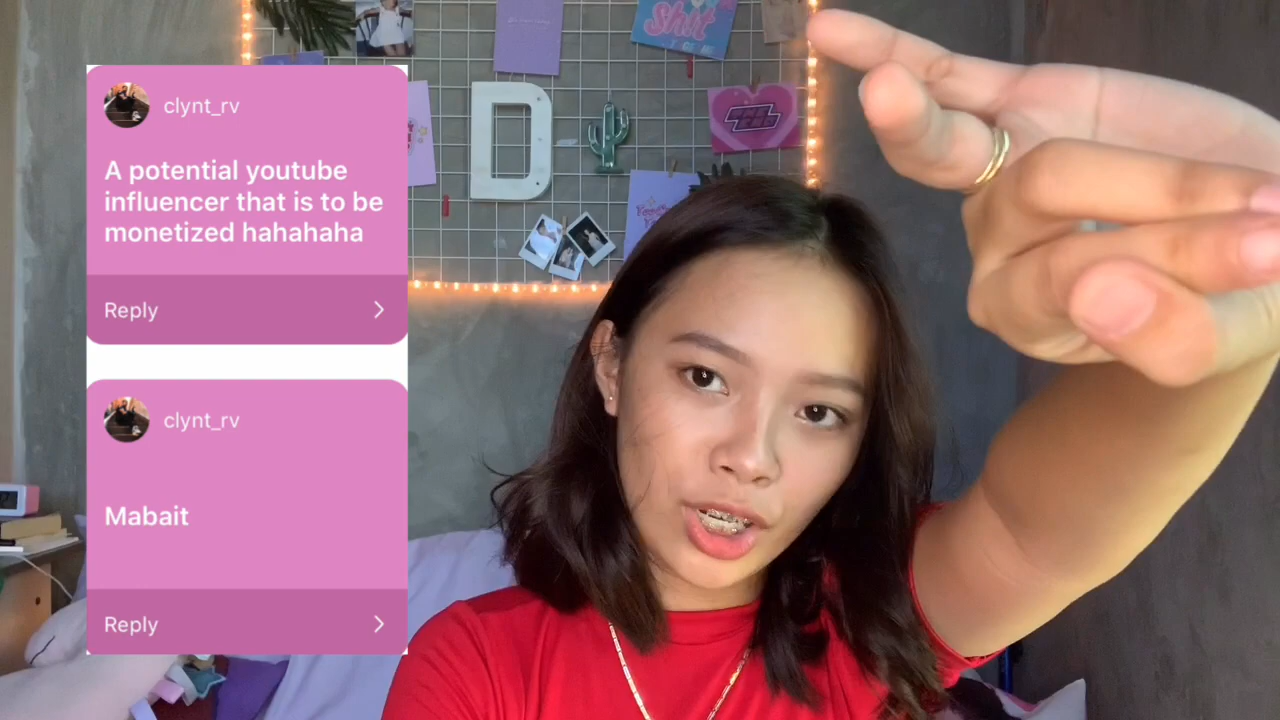 clynt_rv
A potential youtube
influencer that is to be
monetized hahahaha
Reply
clynt_rv
Mabait
Reply
D